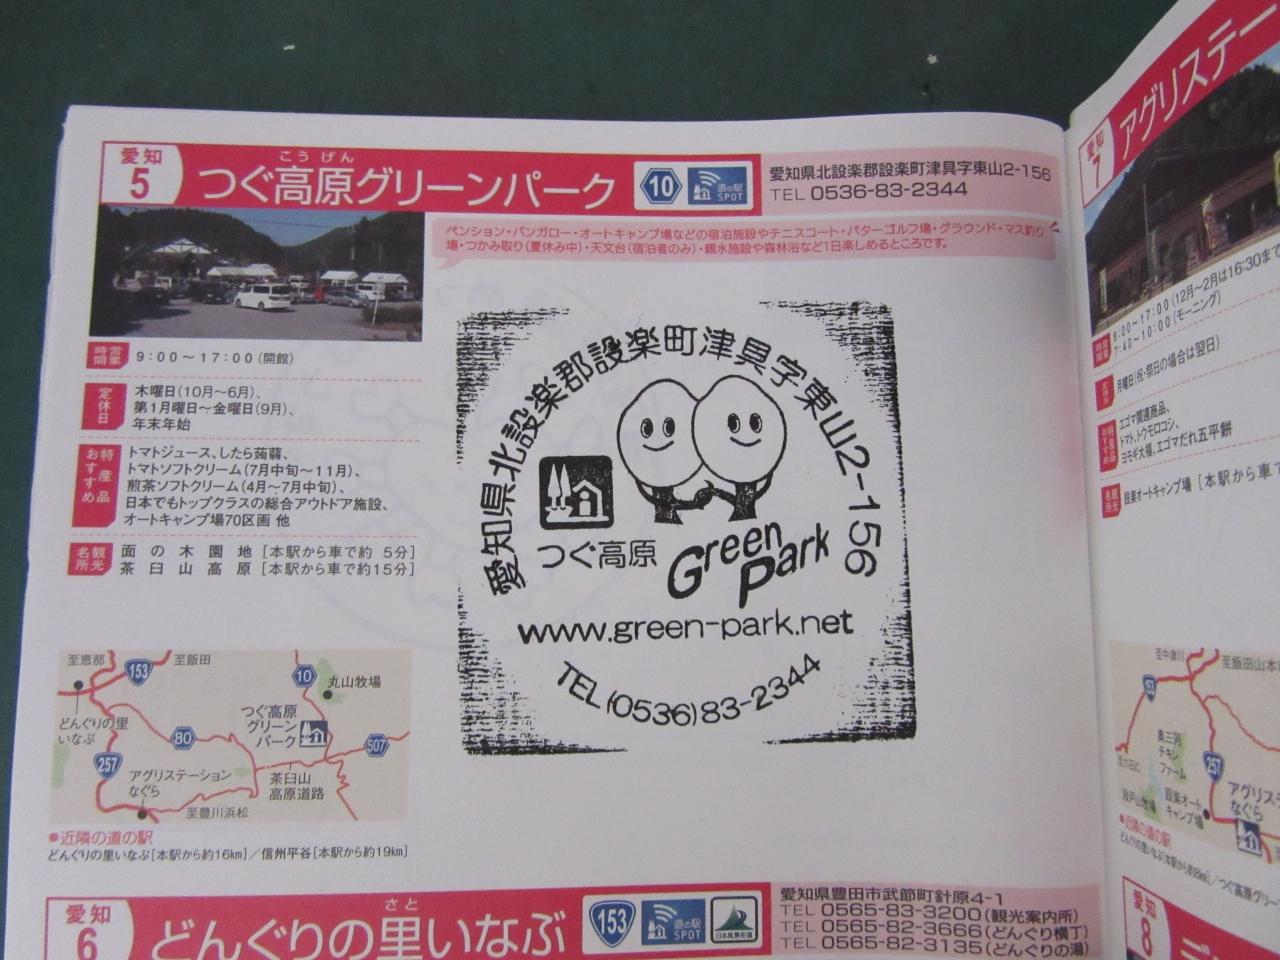 愛知
5
こう げん
つぐ高原グリーンパーク
10
道の駅
SPOT
愛知県北設楽郡設楽町津具字東山2-156
TEL 0536-83-2344
ペンション・バンガロー・オートキャンプ場などの宿泊施設やテニスコート・パターゴルフ場・グラウンド・マス釣り
場・つかみ取り(夏休み中)・天文台(宿泊者のみ)・親水施設や森林浴など1日楽しめるところです。
営業時間
9:00〜17:00(開館)
定休日
木曜日(10月〜6月)、
第1月曜日〜金曜日(9月)、
年末年始
特産品
おすすめ
トマトジュース、したら蒟蒻、
トマトソフトクリーム(7月中旬〜11月)、
煎茶ソフトクリーム(4月〜7月中旬)、
日本でもトップクラスの総合アウトドア施設、
オートキャンプ場70区画 他
観光名所
面の木園地 [本駅から車で約 5分]
茶臼山高原 [本駅から車で約15分]
愛知県北設楽郡設楽町津具字東山2-156
つぐ高原
Green
Park
www.green-park.net
TEL(0536)83-2344
至恵那
至飯田
153
10
丸山牧場
どんぐりの里
いなぶ
つぐ高原
グリーン
パーク
80
507
257
アグリステーション
なぐら
茶臼山
高原道路
至豊川浜松
●近隣の道の駅
どんぐりの里いなぶ[本駅から約16km]/信州平谷[本駅から約19km]
愛知
6
さと
どんぐりの里いなぶ
153
道の駅
SPOT
日本風景街道
愛知県豊田市武節町針原4-1
TEL 0565-83-3200(観光案内所)
TEL 0565-82-3666(どんぐり横丁)
TEL 0565-82-3135(どんぐりの湯)
愛知
7
アグリステー
8:00〜17:00(12月〜2月は16:30まで
7:40〜10:00(モーニング)
月曜日(祝・祭日の場合は翌日)
エゴマ関連商品、
トマト、トウモロコシ、
ヨモギ大福、エゴマだれ五平餅
設楽オートキャンプ場 [本駅から車で
至中津川
至飯田山本
153
奥三河
チキン
ファーム
257
設楽オート
キャンプ場
アグリステ
なぐら
●近隣の道の駅
愛知
8